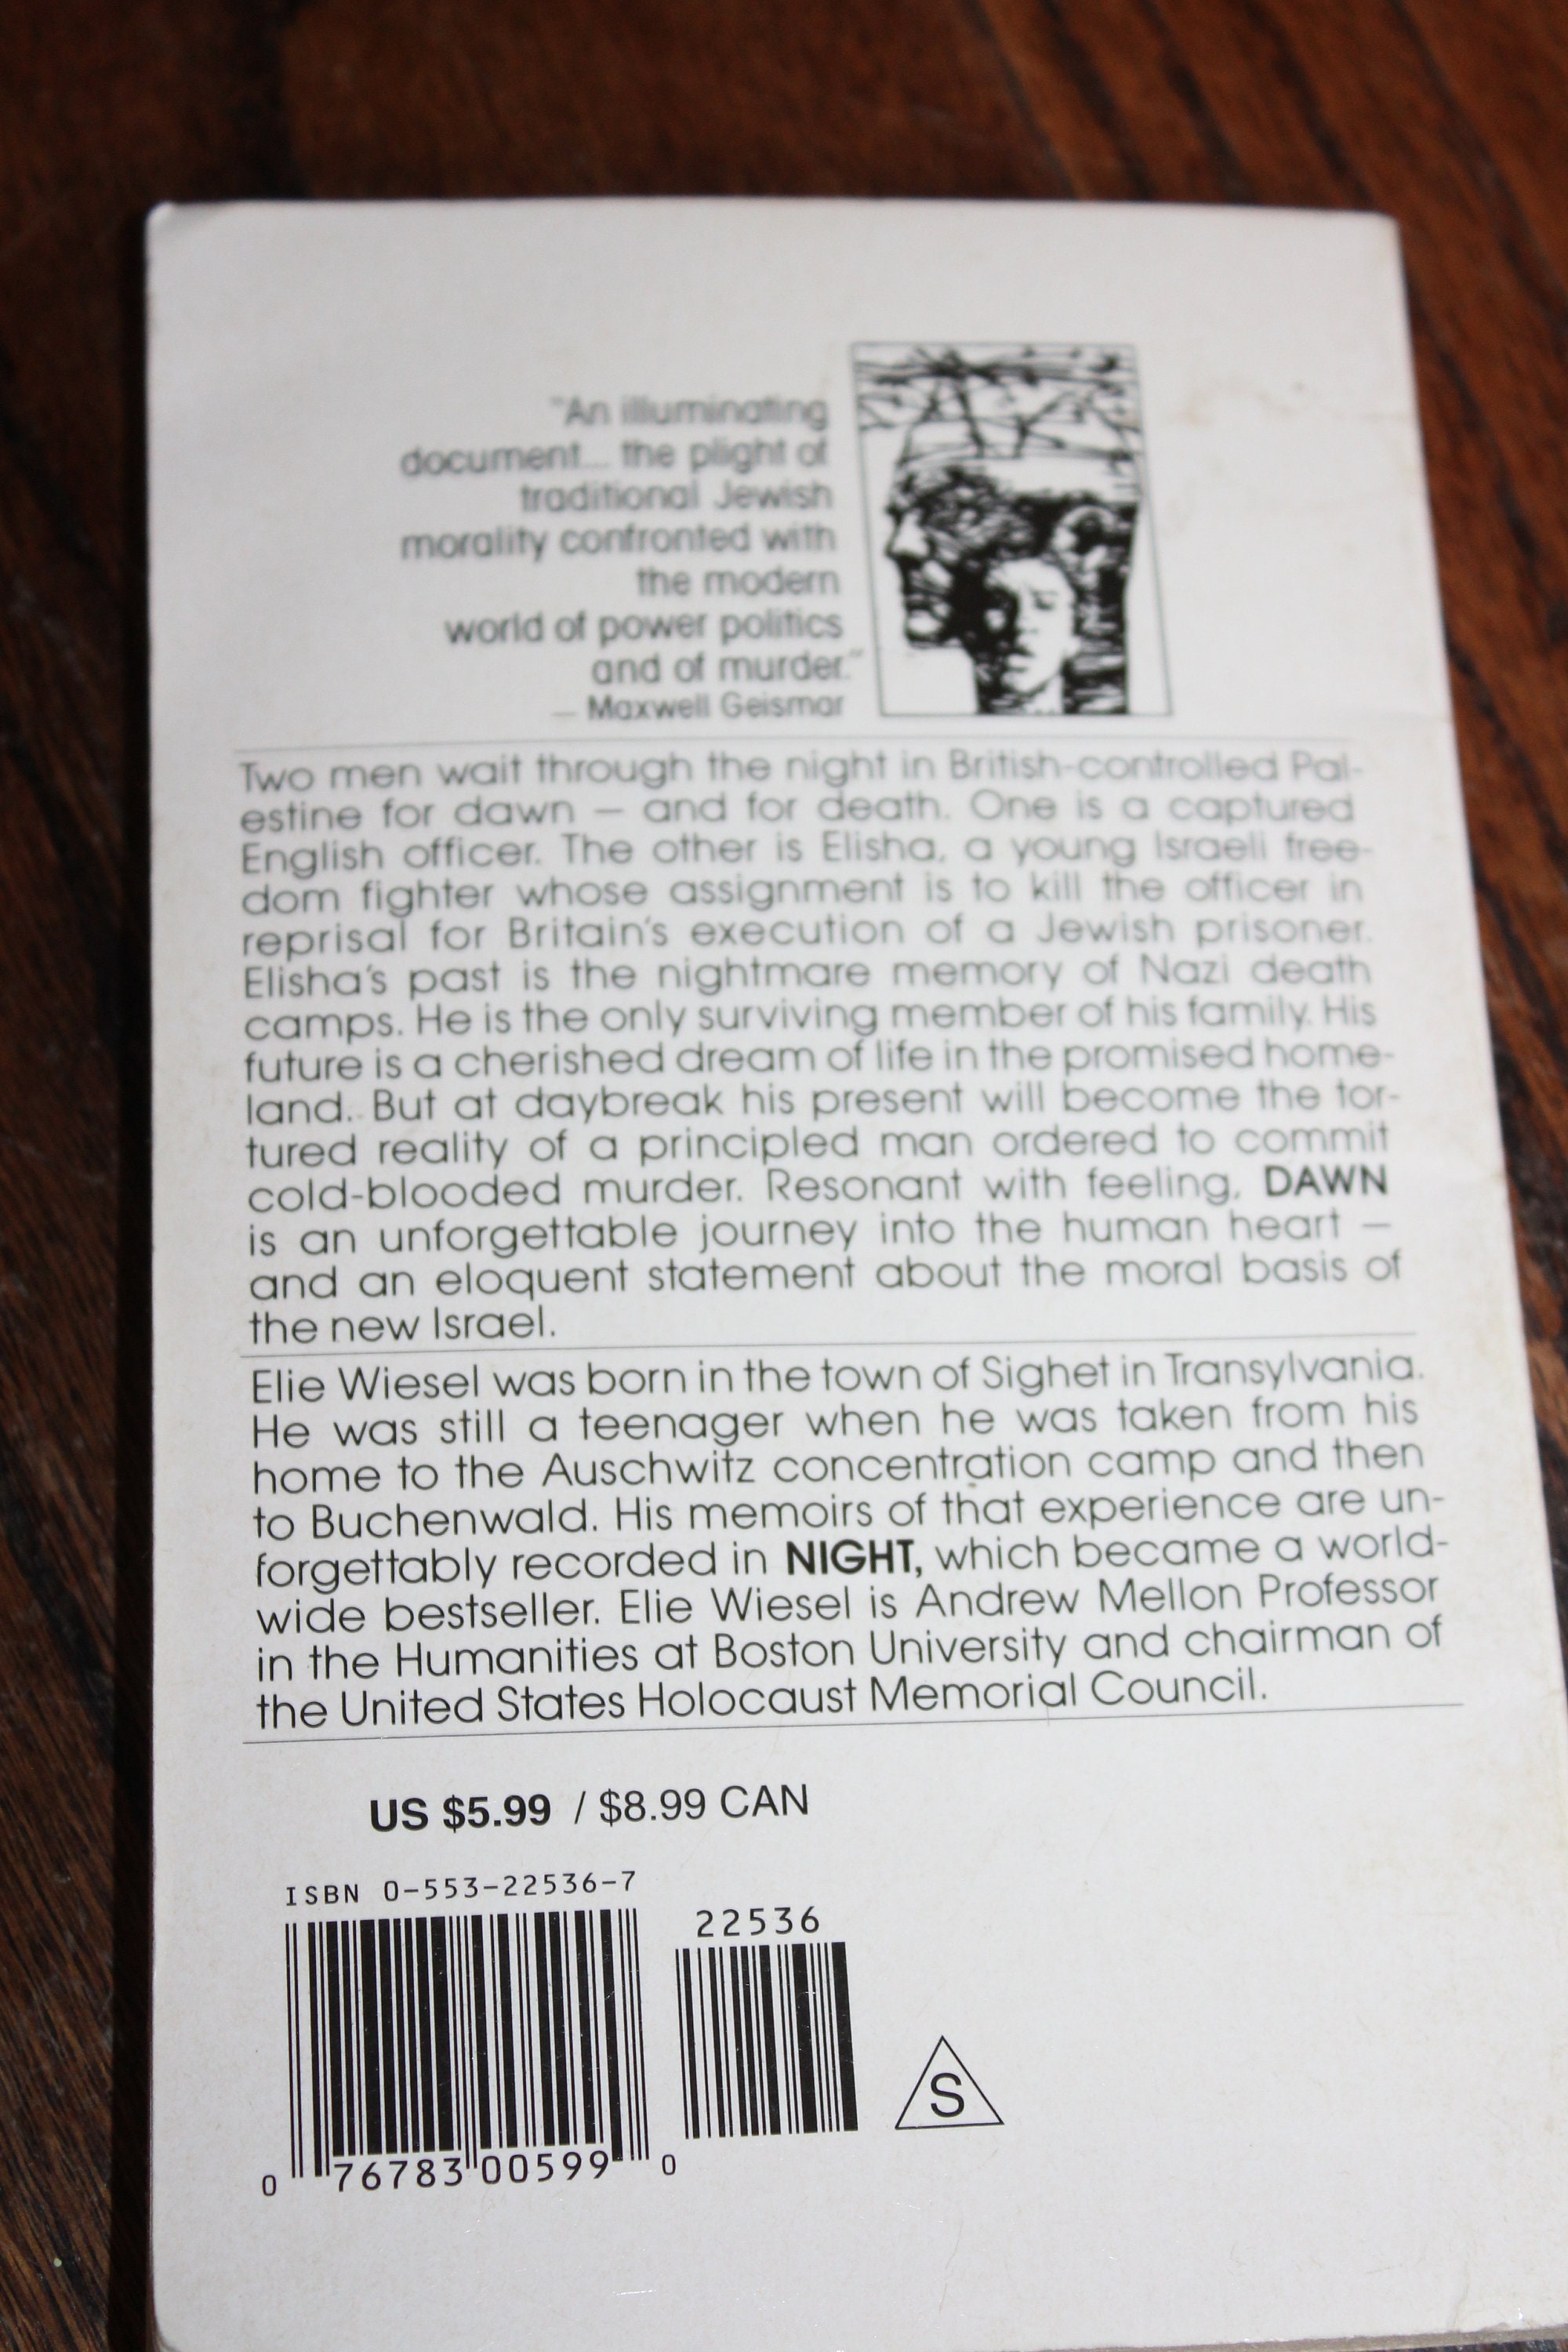 "An illuminating
document... the plight of
traditional Jewish
morality confronted with
the modern
world of power politics
and of murder."
— Maxwell Geismar
Two men wait through the night in British-controlled Pal-
estine for dawn — and for death. One is a captured
English officer. The other is Elisha, a young Israeli free-
dom fighter whose assignment is to kill the officer in
reprisal for Britain's execution of a Jewish prisoner.
Elisha's past is the nightmare memory of Nazi death
camps. He is the only surviving member of his family. His
future is a cherished dream of life in the promised home-
land. But at daybreak his present will become the tor-
tured reality of a principled man ordered to commit
cold-blooded murder. Resonant with feeling, DAWN
is an unforgettable journey into the human heart —
and an eloquent statement about the moral basis of
the new Israel.
Elie Wiesel was born in the town of Sighet in Transylvania.
He was still a teenager when he was taken from his
home to the Auschwitz concentration camp and then
to Buchenwald. His memoirs of that experience are un-
forgettably recorded in NIGHT, which became a world-
wide bestseller. Elie Wiesel is Andrew Mellon Professor
in the Humanities at Boston University and chairman of
the United States Holocaust Memorial Council.
US $5.99 / $8.99 CAN
ISBN 0-553-22536-7
22536
S
0 76783 00599 0